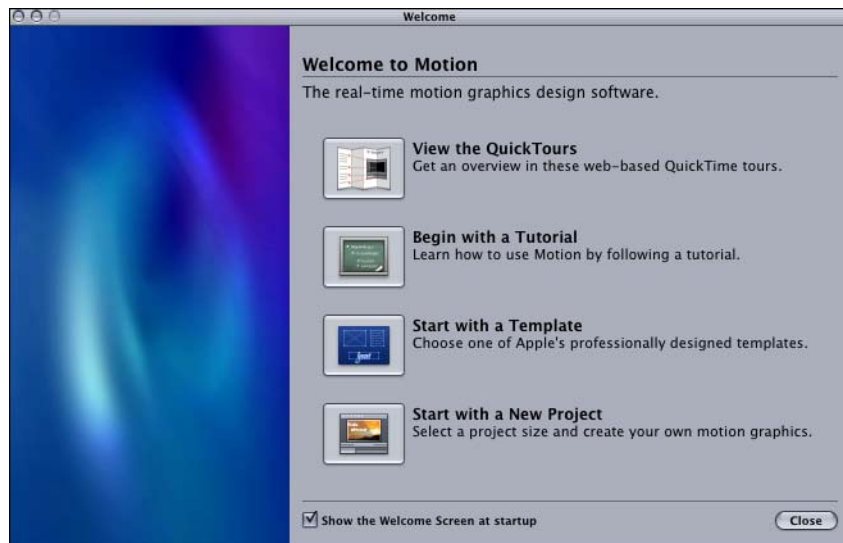 Welcome
Welcome to Motion
The real-time motion graphics design software.
View the QuickTours
Get an overview in these web-based QuickTime tours.
Begin with a Tutorial
Learn how to use Motion by following a tutorial.
Start with a Template
Choose one of Apple's professionally designed templates.
Start with a New Project
Select a project size and create your own motion graphics.
Show the Welcome Screen at startup
Close